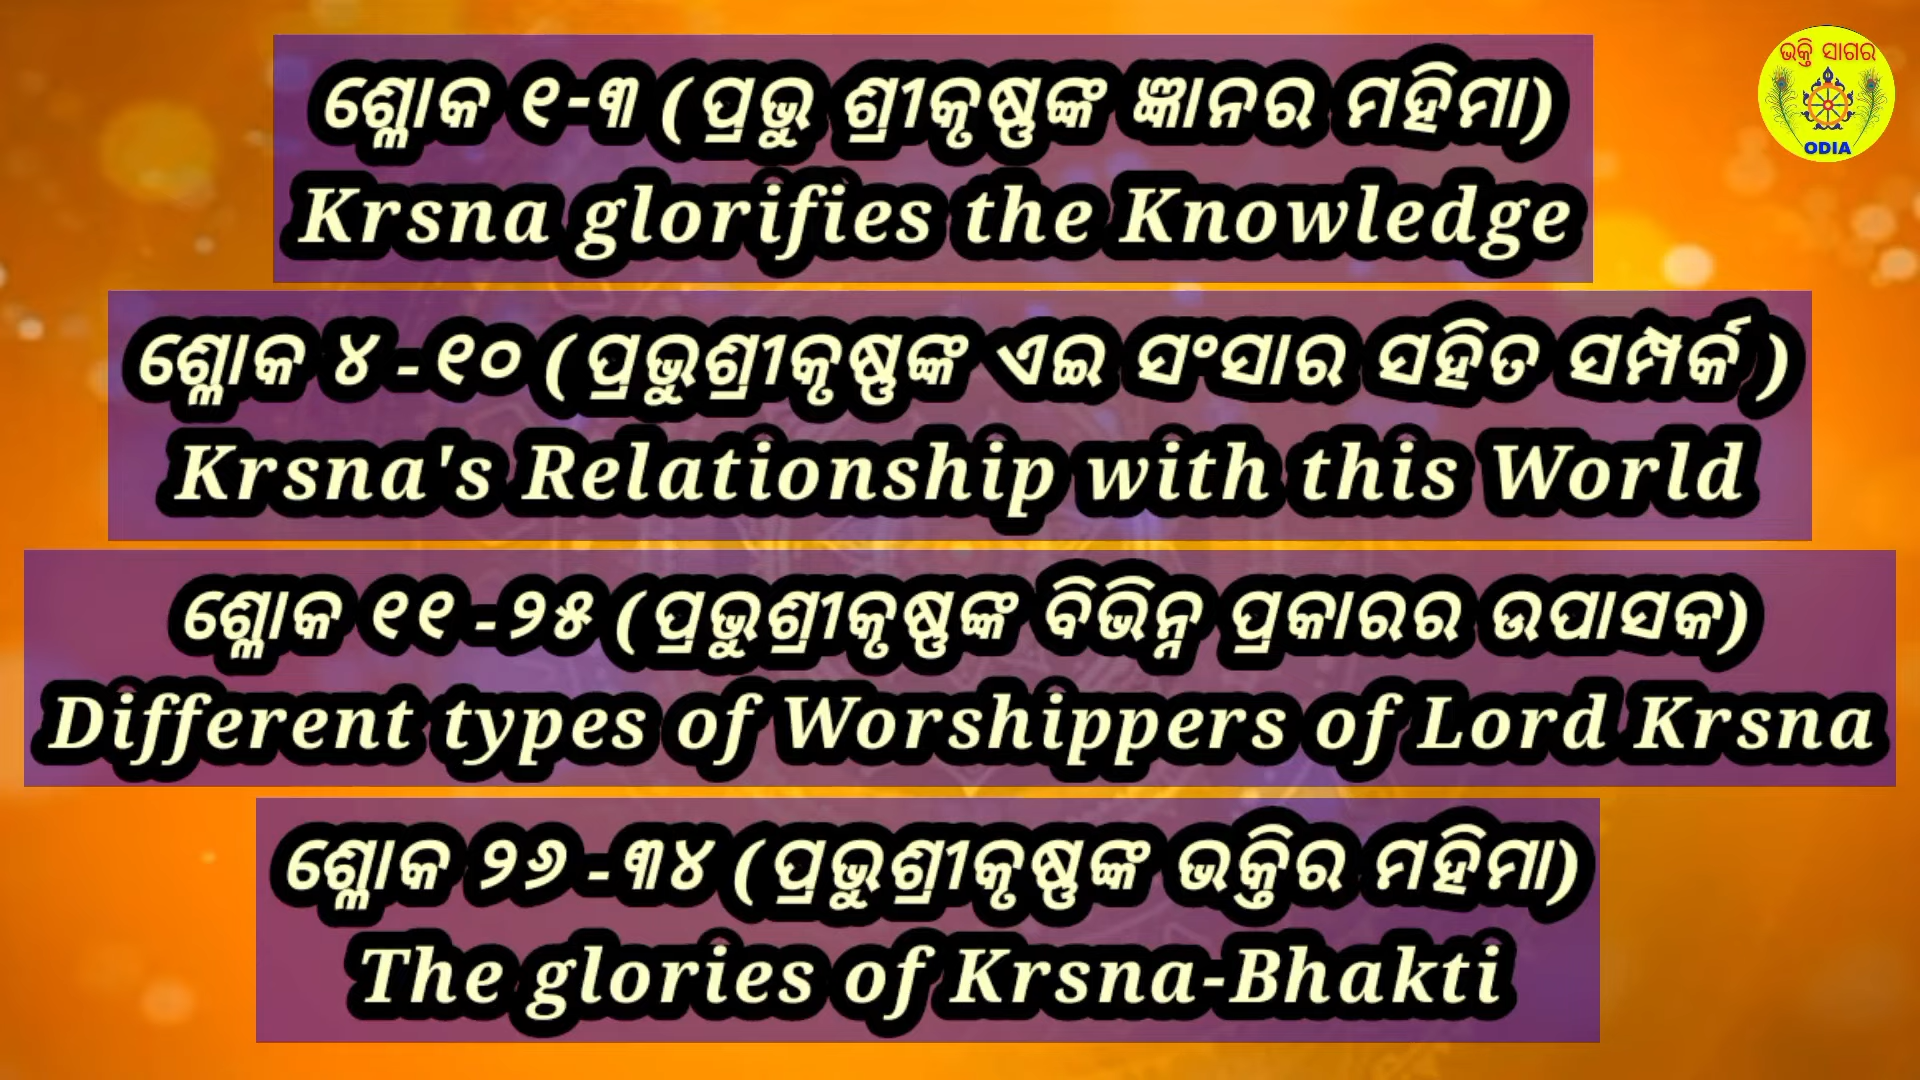 ଭକ୍ତି ସାଗର
ODIA
ଶ୍ଳୋକ ୧-୩ (ପ୍ରଭୁ ଶ୍ରୀକୃଷ୍ଣଙ୍କ ଜ୍ଞାନର ମହିମା)
Krsna glorifies the Knowledge
ଶ୍ଳୋକ ୪ -୧୦ (ପ୍ରଭୁଶ୍ରୀକୃଷ୍ଣଙ୍କ ଏଇ ସଂସାର ସହିତ ସମ୍ପର୍କ )
Krsna's Relationship with this World
ଶ୍ଳୋକ ୧୧ -୨୫ (ପ୍ରଭୁଶ୍ରୀକୃଷ୍ଣଙ୍କ ବିଭିନ୍ନ ପ୍ରକାରର ଉପାସକ)
Different types of Worshippers of Lord Krsna
ଶ୍ଳୋକ ୨୬ -୩୪ (ପ୍ରଭୁଶ୍ରୀକୃଷ୍ଣଙ୍କ ଭକ୍ତିର ମହିମା)
The glories of Krsna-Bhakti